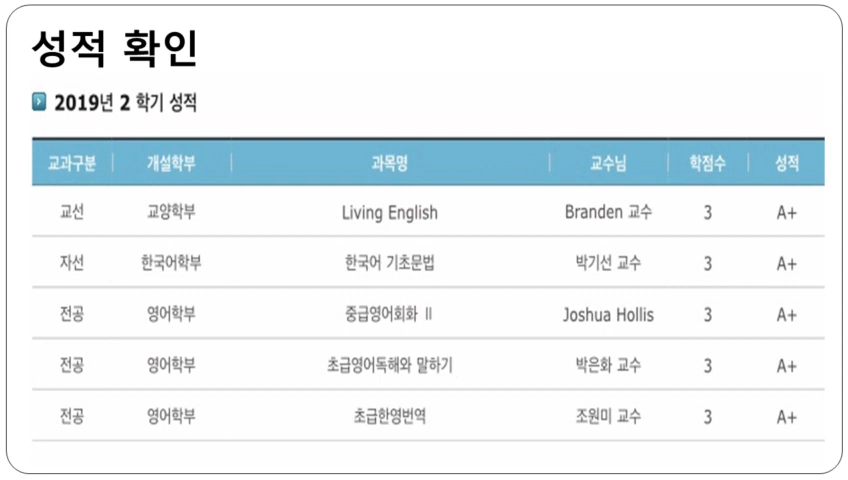 성적 확인
2019년 2 학기 성적
교과구분 개설학부 과목명 교수님 학점수 성적
교선 교양학부 Living English Branden 교수 3 A+
자선 한국어학부 한국어 기초문법 박기선 교수 3 A+
전공 영어학부 중급영어회화 Ⅱ Joshua Hollis 3 A+
전공 영어학부 초급영어독해와 말하기 박은화 교수 3 A+
전공 영어학부 초급한영번역 조원미 교수 3 A+